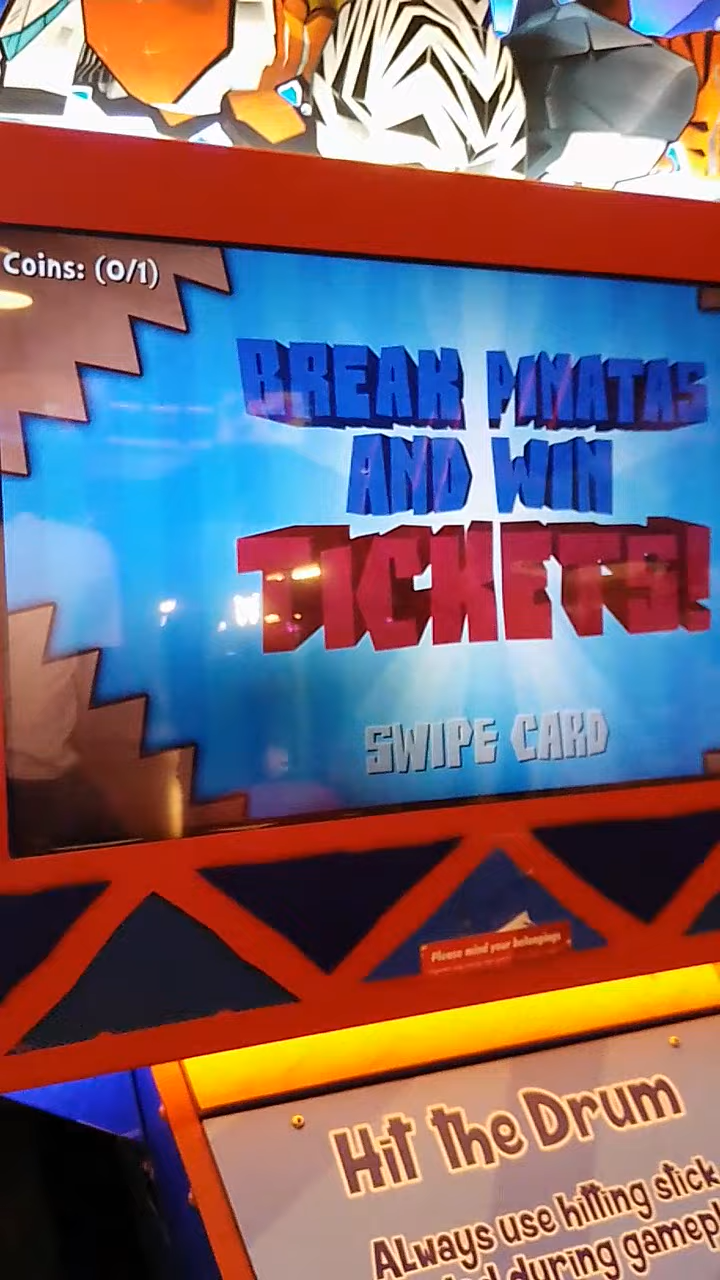 Coins: (0/1)
BREAK PINATAS
AND WIN
TICKETS!
SWIPE CARD
Please mind your belongings
Hit the Drum
ALways use hitting stick
during